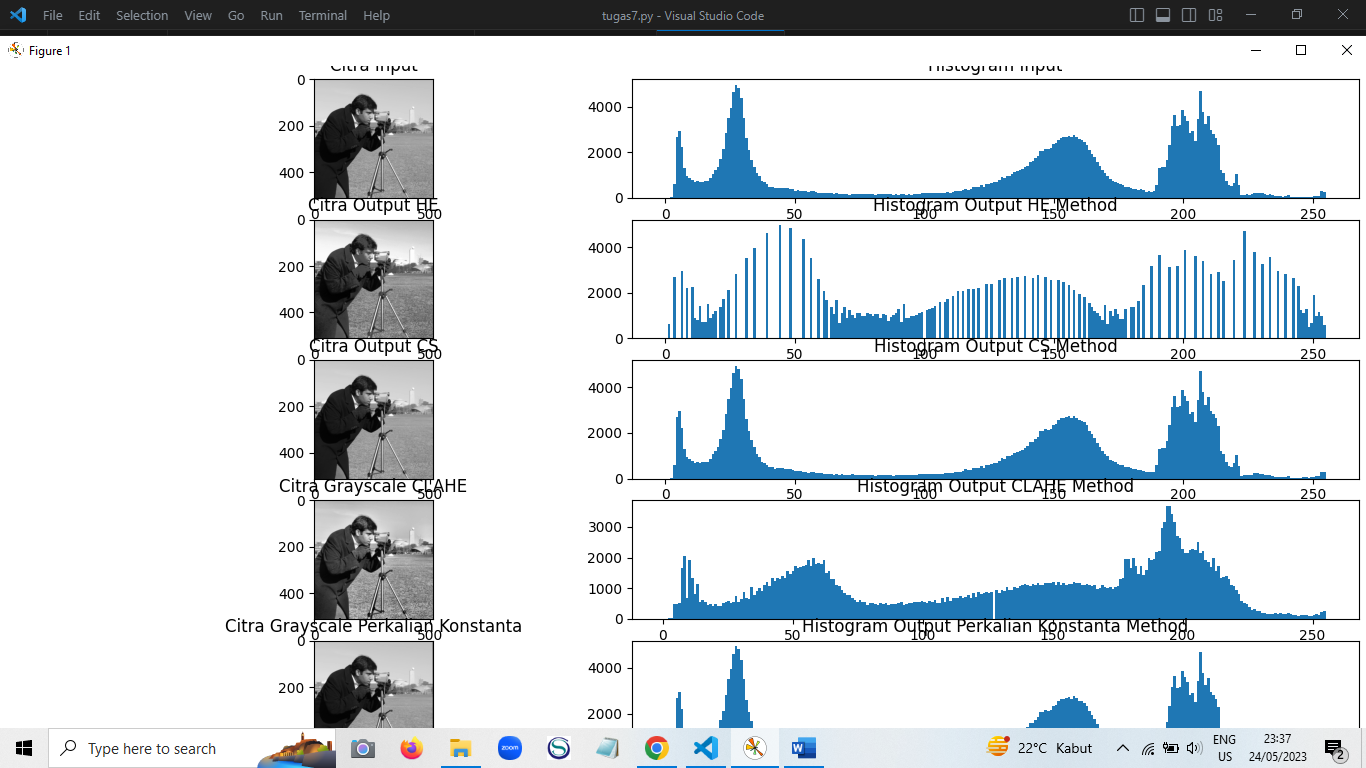 File Edit Selection View Go Run Terminal Help tugas7.py - Visual Studio Code
Figure 1
Citra Input Histogram Input
0
200
400
0 500
4000
2000
0
0 50 100 150 200 250
Citra Output HE Histogram Output HE Method
0
200
400
0 500
4000
2000
0
0 50 100 150 200 250
Citra Output CS Histogram Output CS Method
0
200
400
0 500
4000
2000
0
0 50 100 150 200 250
Citra Grayscale CLAHE Histogram Output CLAHE Method
0
200
400
0 500
3000
2000
1000
0
0 50 100 150 200 250
Citra Grayscale Perkalian Konstanta Histogram Output Perkalian Konstanta Method
0
200
4000
2000
Type here to search
zoom
S
W
22°C Kabut
ENG
US
23:37
24/05/2023
2